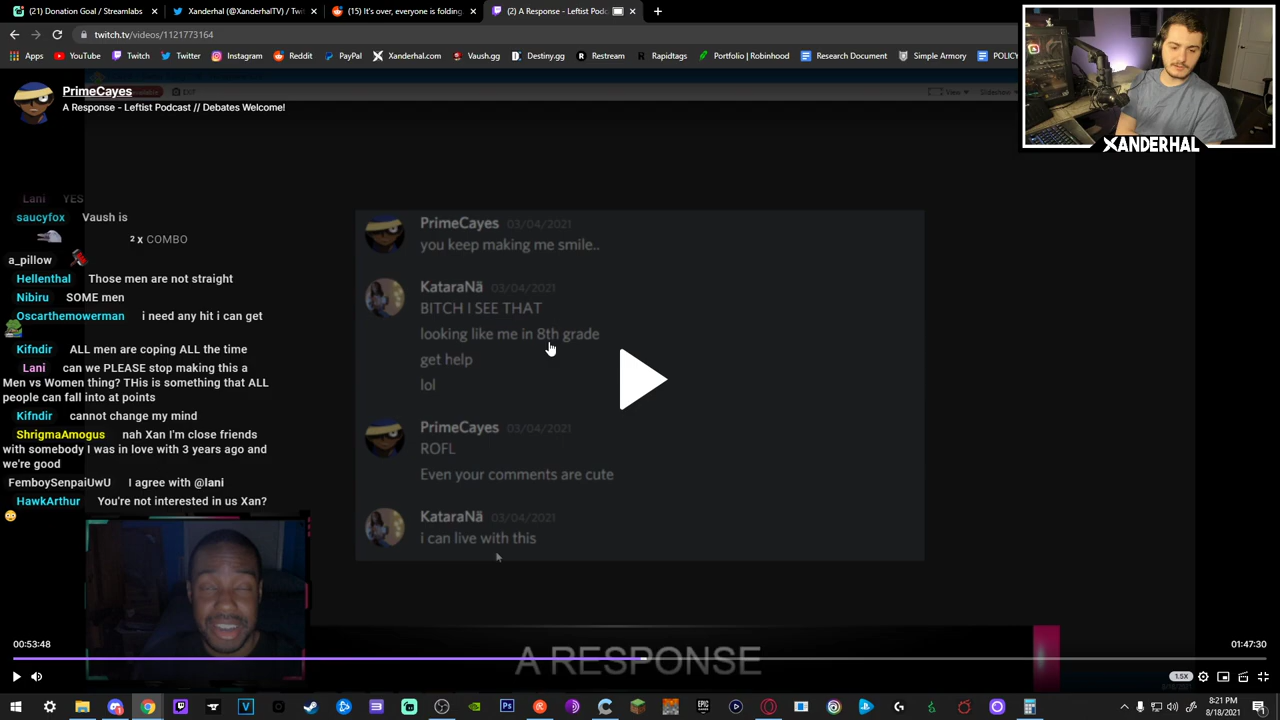 (21) Donation Goal / Streamlabs
Xanderhal (@XanderhalTV) / Twit
(15) It's over, everyone is folding.
(2) A Response - Leftist Podc
twitch.tv/videos/1121773164
Apps YouTube Twitch Twitter Instagram Reddit PayPal Xanderhal.com Vaush.gg Destiny.gg Restream Rapidtags Portfolio | Robinhood Research Document Simple Armory POLICY
PrimeCayes
A Response - Leftist Podcast // Debates Welcome!
EXIT
View
XANDERHAL
Lani YES
saucyfox Vaush is
2 x COMBO
a_pillow
Hellenthal Those men are not straight
Nibiru SOME men
Oscarthemowerman i need any hit i can get
Kifndir ALL men are coping ALL the time
Lani can we PLEASE stop making this a
Men vs Women thing? THis is something that ALL
people can fall into at points
Kifndir cannot change my mind
ShrigmaAmogus nah Xan I'm close friends
with somebody I was in love with 3 years ago and
we're good
FemboySenpaiUwU I agree with @lani
HawkArthur You're not interested in us Xan?
PrimeCayes 03/04/2021
you keep making me smile..
KataraNä 03/04/2021
BITCH I SEE THAT
looking like me in 8th grade
get help
lol
PrimeCayes 03/04/2021
ROFL
Even your comments are cute
KataraNä 03/04/2021
i can live with this
A RESPONSE
00:53:48
01:47:30
1.5X
8:21 PM
8/18/2021